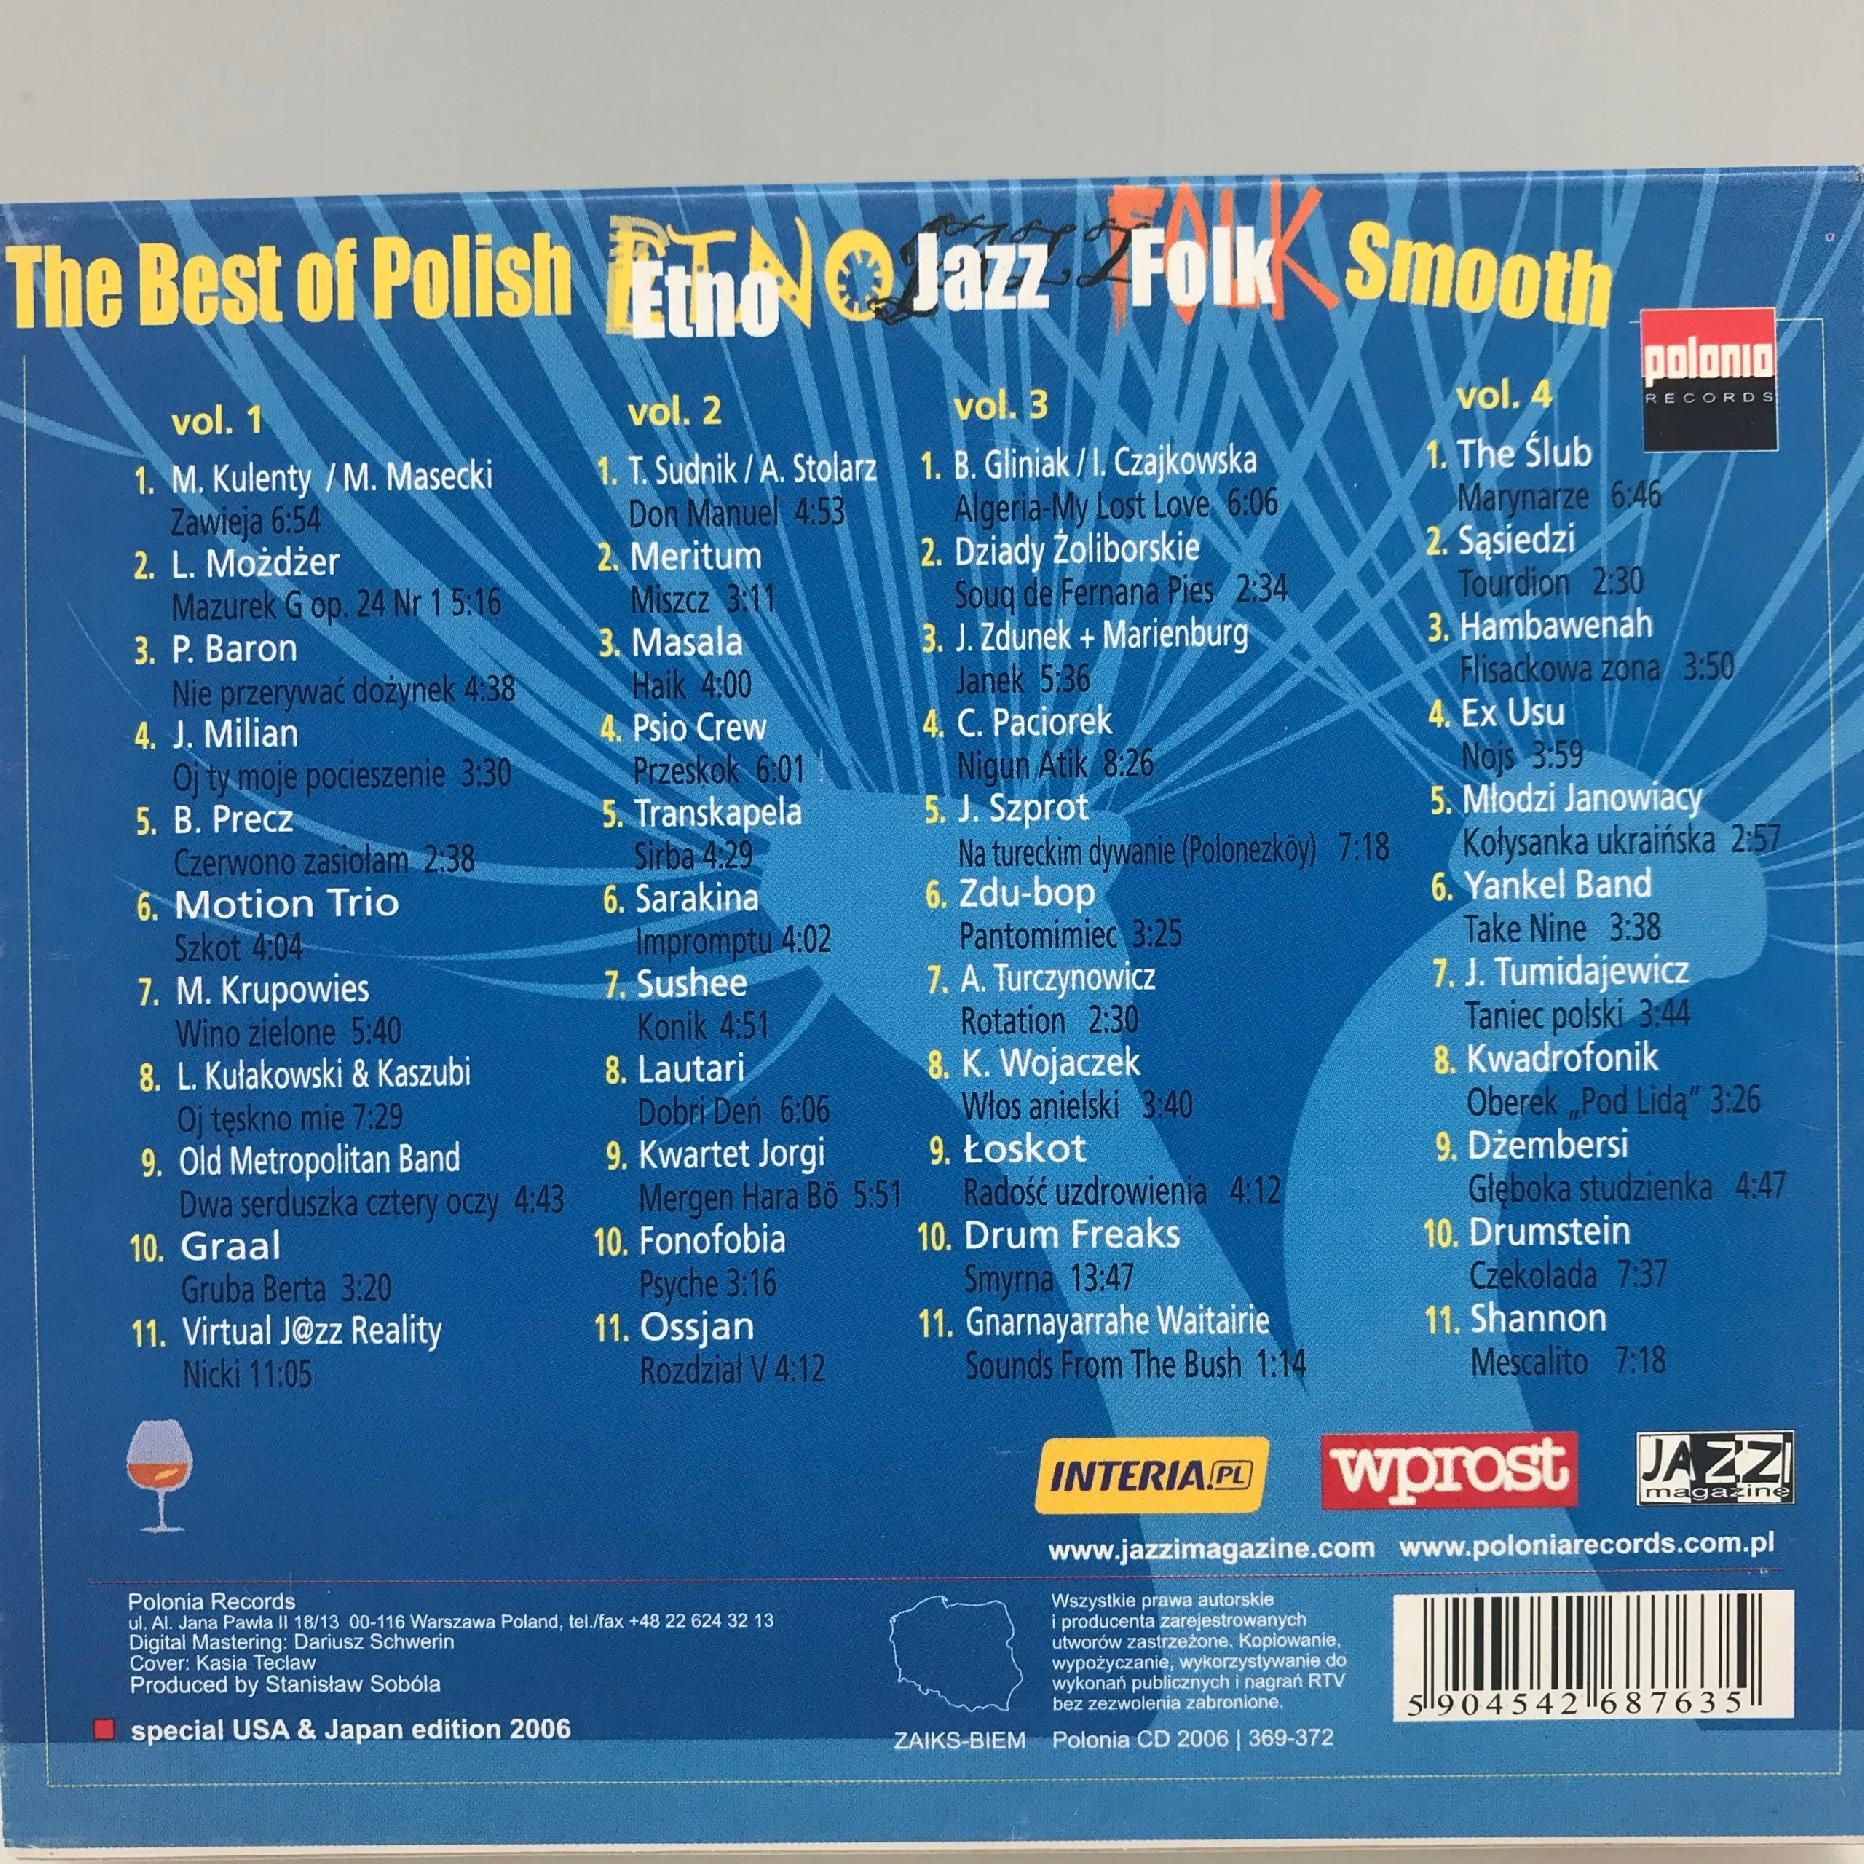 The Best of Polish ETNO Etno Jazz Jazz FOLK Folk Smooth
polonia
RECORDS
vol. 1
1. M. Kulenty / M. Masecki
Zawieja 6:54
2. L. Możdżer
Mazurek G op. 24 Nr 1 5:16
3. P. Baron
Nie przerywać dożynek 4:38
4. J. Milian
Oj ty moje pocieszenie 3:30
5. B. Precz
Czerwono zasiołam 2:38
6. Motion Trio
Szkot 4:04
7. M. Krupowies
Wino zielone 5:40
8. L. Kułakowski & Kaszubi
Oj tęskno mie 7:29
9. Old Metropolitan Band
Dwa serduszka cztery oczy 4:43
10. Graal
Gruba Berta 3:20
11. Virtual J@zz Reality
Nicki 11:05
vol. 2
1. T. Sudnik / A. Stolarz
Don Manuel 4:53
2. Meritum
Miszcz 3:11
3. Masala
Haik 4:00
4. Psio Crew
Przeskok 6:01
5. Transkapela
Sirba 4:29
6. Sarakina
Impromptu 4:02
7. Sushee
Konik 4:51
8. Lautari
Dobri Deń 6:06
9. Kwartet Jorgi
Mergen Hara Bö 5:51
10. Fonofobia
Psyche 3:16
11. Ossjan
Rozdział V 4:12
vol. 3
1. B. Gliniak / I. Czajkowska
Algeria-My Lost Love 6:06
2. Dziady Żoliborskie
Souq de Fernana Pies 2:34
3. J. Zdunek + Marienburg
Janek 5:36
4. C. Paciorek
Nigun Atik 8:26
5. J. Szprot
Na tureckim dywanie (Polonezköy) 7:18
6. Zdu-bop
Pantomimiec 3:25
7. A. Turczynowicz
Rotation 2:30
8. K. Wojaczek
Włos anielski 3:40
9. Łoskot
Radość uzdrowienia 4:12
10. Drum Freaks
Smyrna 13:47
11. Gnarnayarrahe Waitairie
Sounds From The Bush 1:14
vol. 4
1. The Ślub
Marynarze 6:46
2. Sąsiedzi
Tourdion 2:30
3. Hambawenah
Flisackowa zona 3:50
4. Ex Usu
Nojs 3:59
5. Młodzi Janowiacy
Kołysanka ukraińska 2:57
6. Yankel Band
Take Nine 3:38
7. J. Tumidajewicz
Taniec polski 3:44
8. Kwadrofonik
Oberek „Pod Lidą” 3:26
9. Dżembersi
Głęboka studzienka 4:47
10. Drumstein
Czekolada 7:37
11. Shannon
Mescalito 7:18
INTERIA.PL
wprost
JAZZI
magazine
www.jazzimagazine.com www.poloniarecords.com.pl
Polonia Records
ul. Al. Jana Pawła II 18/13 00-116 Warszawa Poland, tel./fax +48 22 624 32 13
Digital Mastering: Dariusz Schwerin
Cover: Kasia Teclaw
Produced by Stanisław Sobóla
special USA & Japan edition 2006
Wszystkie prawa autorskie
i producenta zarejestrowanych
utworów zastrzeżone. Kopiowanie,
wypożyczanie, wykorzystywanie do
wykonań publicznych i nagrań RTV
bez zezwolenia zabronione.
ZAIKS-BIEM Polonia CD 2006 | 369-372
5 904542 687635